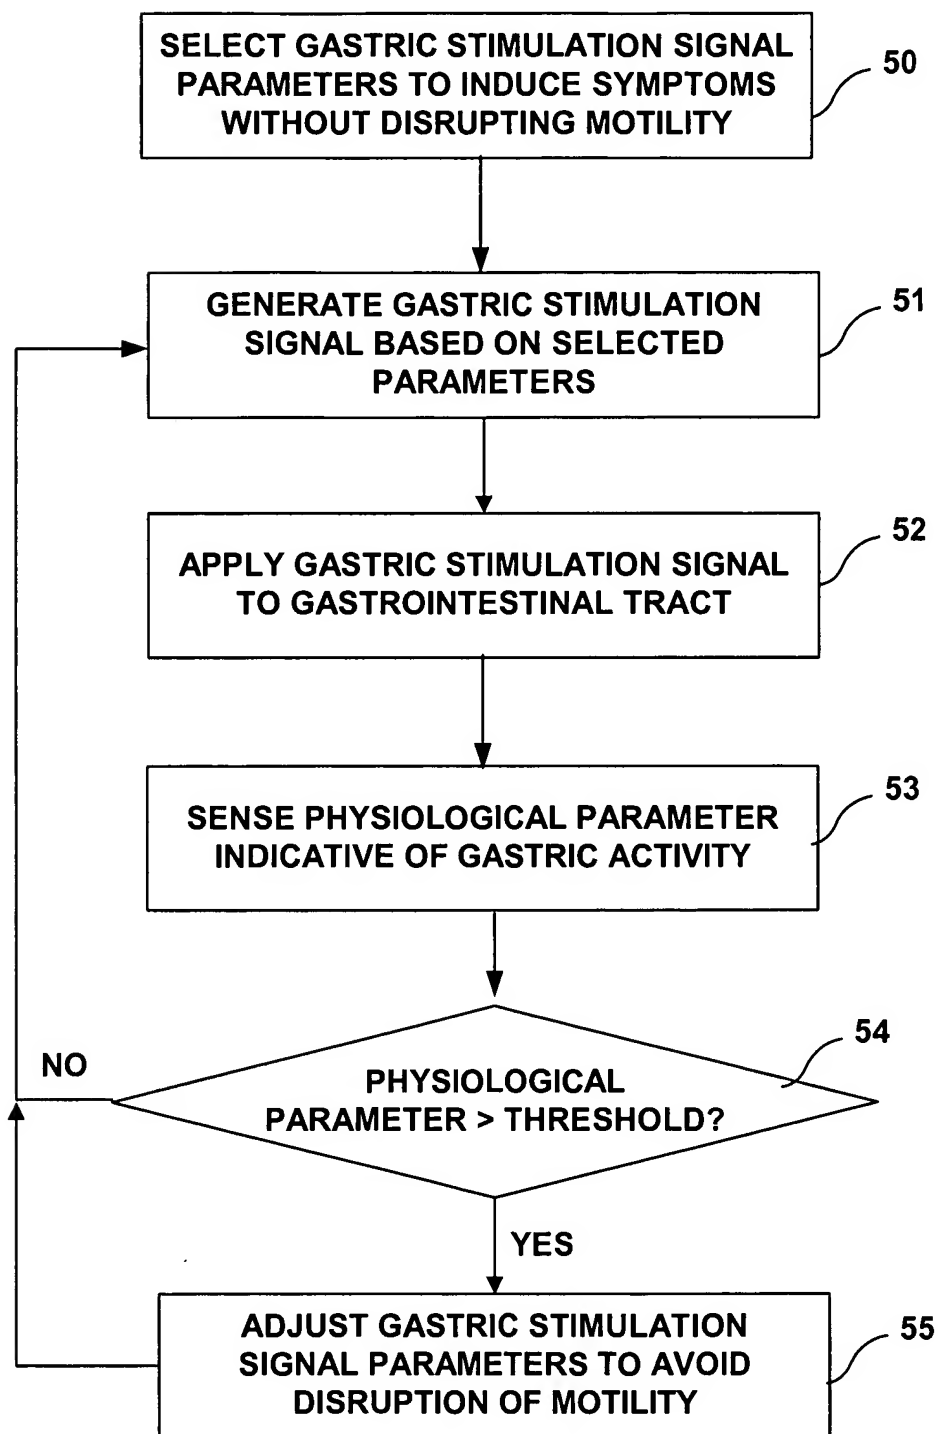 SELECT GASTRIC STIMULATION SIGNAL
PARAMETERS TO INDUCE SYMPTOMS
WITHOUT DISRUPTING MOTILITY
50
GENERATE GASTRIC STIMULATION
SIGNAL BASED ON SELECTED
PARAMETERS
51
APPLY GASTRIC STIMULATION SIGNAL
TO GASTROINTESTINAL TRACT
52
SENSE PHYSIOLOGICAL PARAMETER
INDICATIVE OF GASTRIC ACTIVITY
53
PHYSIOLOGICAL
PARAMETER > THRESHOLD?
54
NO
YES
ADJUST GASTRIC STIMULATION
SIGNAL PARAMETERS TO AVOID
DISRUPTION OF MOTILITY
55